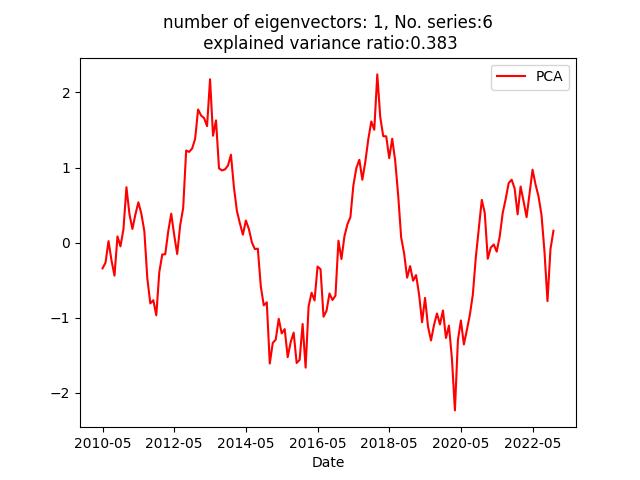 number of eigenvectors: 1, No. series:6
explained variance ratio:0.383
PCA
2
1
0
−1
−2
2010-05 2012-05 2014-05 2016-05 2018-05 2020-05 2022-05
Date